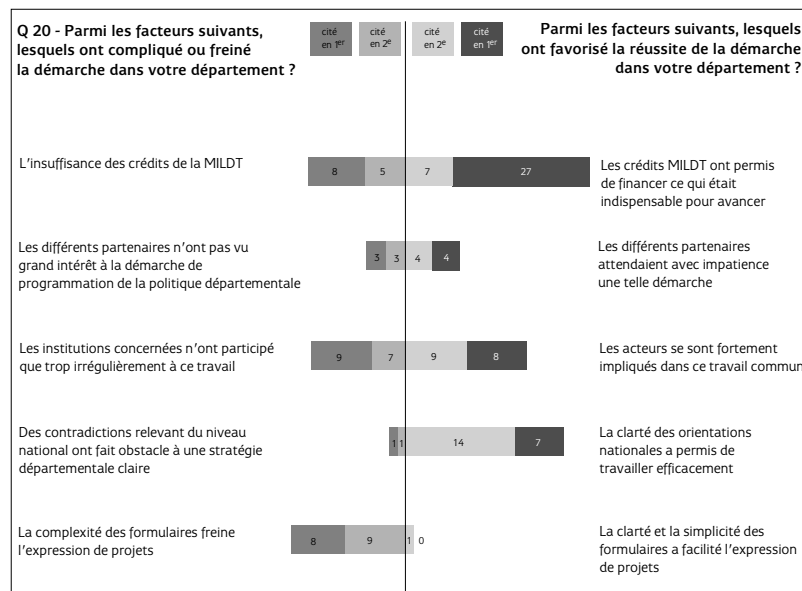 Q 20 - Parmi les facteurs suivants,
lesquels ont compliqué ou freiné
la démarche dans votre département ?
cité
en 1er
cité
en 2e
cité
en 2e
cité
en 1er
Parmi les facteurs suivants, lesquels
ont favorisé la réussite de la démarche
dans votre département ?
L'insuffisance des crédits de la MILDT
8 5 7 27
Les crédits MILDT ont permis
de financer ce qui était
indispensable pour avancer
Les différents partenaires n'ont pas vu
grand intérêt à la démarche de
programmation de la politique départementale
3 3 4 4
Les différents partenaires
attendaient avec impatience
une telle démarche
Les institutions concernées n'ont participé
que trop irrégulièrement à ce travail
9 7 9 8
Les acteurs se sont fortement
impliqués dans ce travail commun
Des contradictions relevant du niveau
national ont fait obstacle à une stratégie
départementale claire
1 1 14 7
La clarté des orientations
nationales a permis de
travailler efficacement
La complexité des formulaires freine
l'expression de projets
8 9 1 0
La clarté et la simplicité des
formulaires a facilité l'expression
de projets